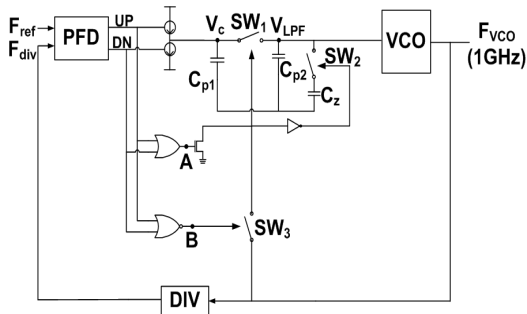 UP
F_ref
PFD
F_div
DN
V_c
SW_1
V_LPF
VCO
F_VCO
(1GHz)
SW_2
C_p1
C_p2
C_z
A
B
SW_3
DIV